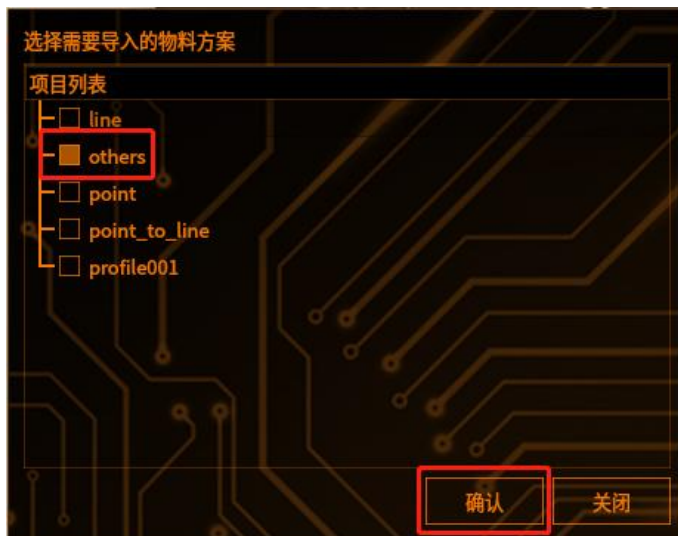 选择需要导入的物料方案
项目列表
line
others
point
point_to_line
profile001
确认
关闭